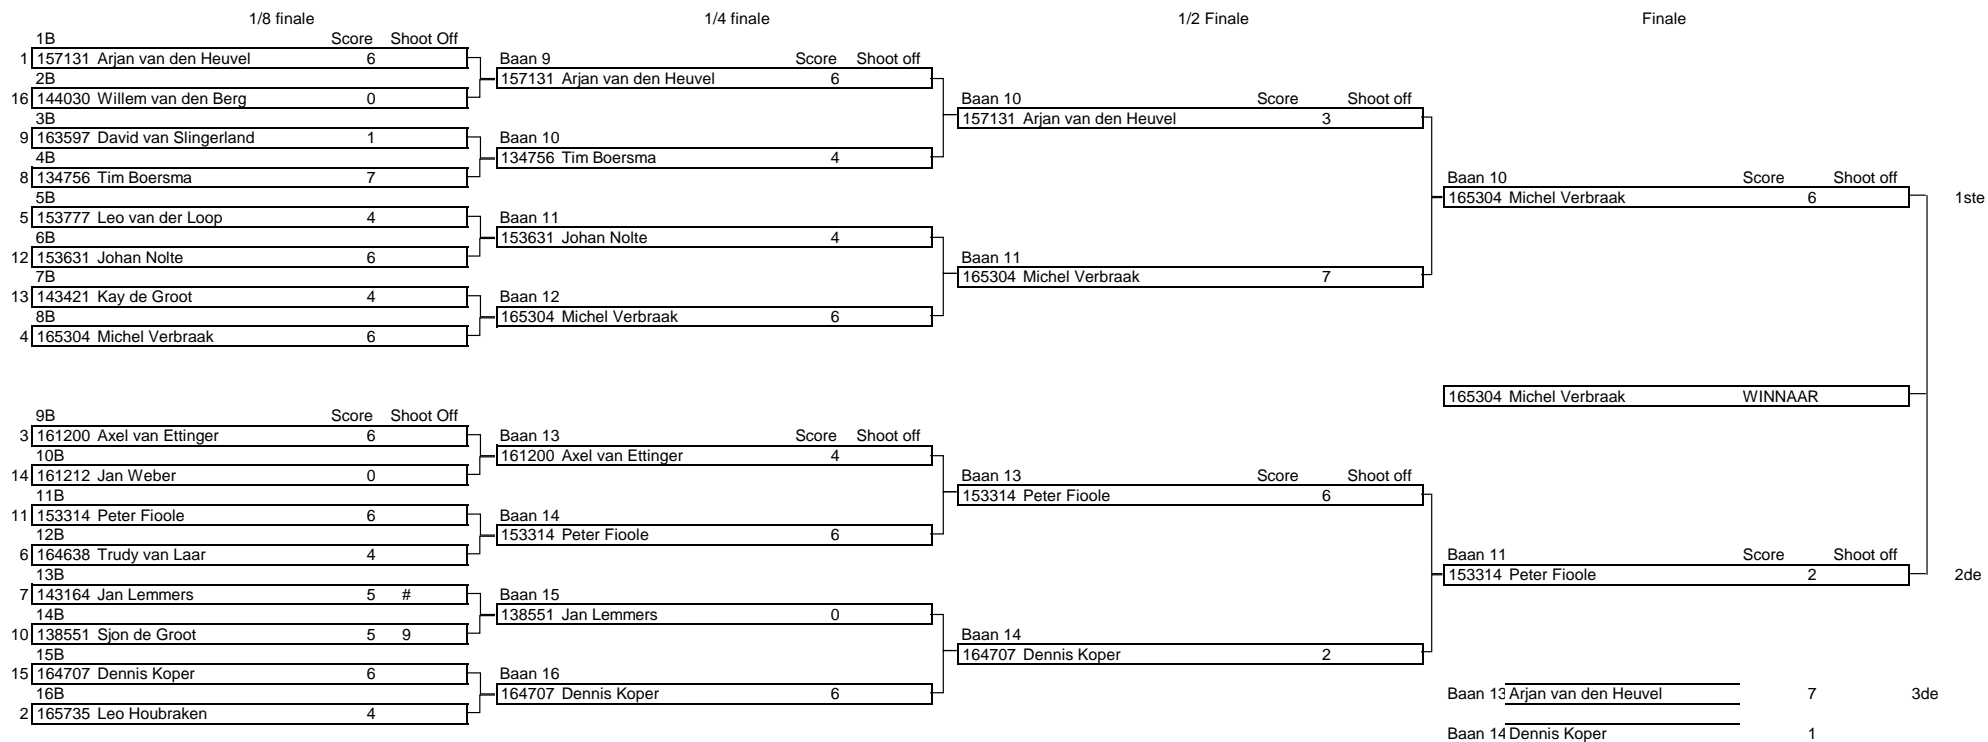 1/8 finale 1/4 finale 1/2 Finale Finale
1B Score Shoot Off
1 157131 Arjan van den Heuvel 6 Baan 9 Score Shoot off
2B 157131 Arjan van den Heuvel 6
16 144030 Willem van den Berg 0 Baan 10 Score Shoot off
3B 157131 Arjan van den Heuvel 3
9 163597 David van Slingerland 1 Baan 10
4B 134756 Tim Boersma 4
8 134756 Tim Boersma 7 Baan 10 Score Shoot off
5B 165304 Michel Verbraak 6 1ste
5 153777 Leo van der Loop 4 Baan 11
6B 153631 Johan Nolte 4
12 153631 Johan Nolte 6 Baan 11
7B 165304 Michel Verbraak 7
13 143421 Kay de Groot 4 Baan 12
8B 165304 Michel Verbraak 6
4 165304 Michel Verbraak 6
165304 Michel Verbraak WINNAAR
9B Score Shoot Off
3 161200 Axel van Ettinger 6 Baan 13 Score Shoot off
10B 161200 Axel van Ettinger 4
14 161212 Jan Weber 0 Baan 13 Score Shoot off
11B 153314 Peter Fioole 6
11 153314 Peter Fioole 6 Baan 14
12B 153314 Peter Fioole 6
6 164638 Trudy van Laar 4 Baan 11 Score Shoot off
13B 153314 Peter Fioole 2 2de
7 143164 Jan Lemmers 5 # Baan 15
14B 138551 Jan Lemmers 0
10 138551 Sjon de Groot 5 9 Baan 14
15B 164707 Dennis Koper 2
15 164707 Dennis Koper 6 Baan 16
16B 164707 Dennis Koper 6 Baan 13 Arjan van den Heuvel 7 3de
2 165735 Leo Houbraken 4
Baan 14 Dennis Koper 1